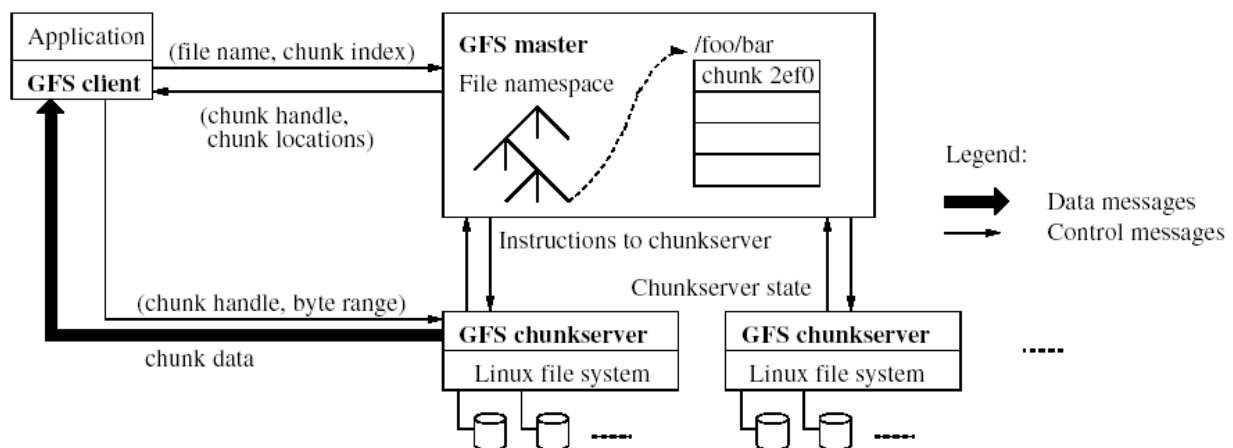 Application
GFS client
(file name, chunk index)
(chunk handle,
chunk locations)
GFS master
File namespace
/foo/bar
chunk 2ef0
Legend:
Data messages
Control messages
Instructions to chunkserver
Chunkserver state
(chunk handle, byte range)
chunk data
GFS chunkserver
Linux file system
GFS chunkserver
Linux file system